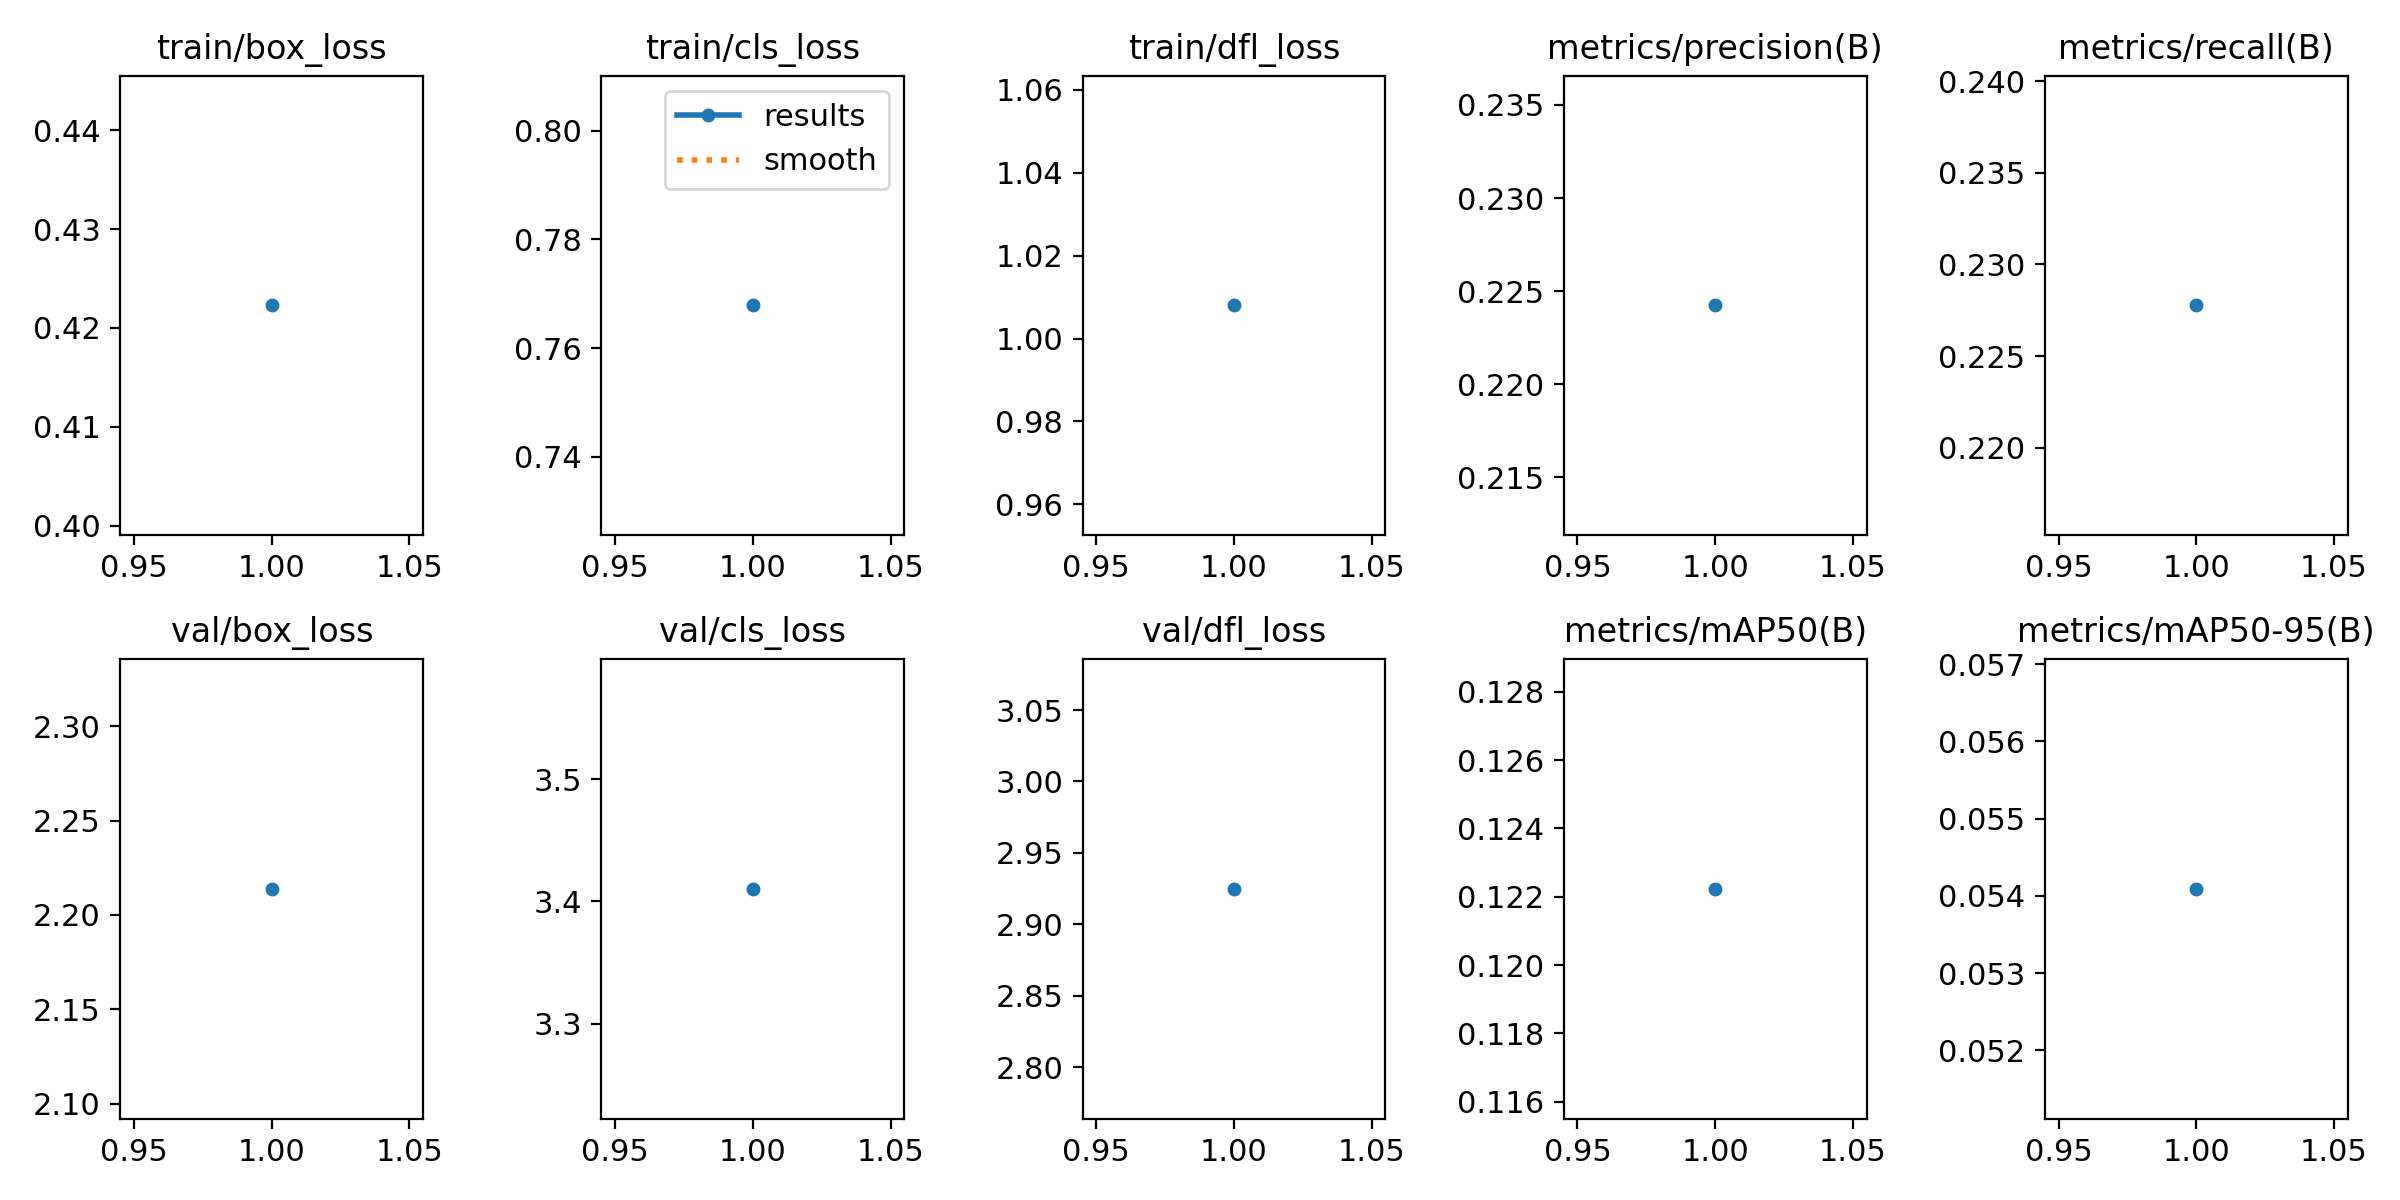 train/box_loss
0.44
0.43
0.42
0.41
0.40
0.95 1.00 1.05
train/cls_loss
results
smooth
0.80
0.78
0.76
0.74
0.95 1.00 1.05
train/dfl_loss
1.06
1.04
1.02
1.00
0.98
0.96
0.95 1.00 1.05
metrics/precision(B)
0.235
0.230
0.225
0.220
0.215
0.95 1.00 1.05
metrics/recall(B)
0.240
0.235
0.230
0.225
0.220
0.95 1.00 1.05
val/box_loss
2.30
2.25
2.20
2.15
2.10
0.95 1.00 1.05
val/cls_loss
3.5
3.4
3.3
0.95 1.00 1.05
val/dfl_loss
3.05
3.00
2.95
2.90
2.85
2.80
0.95 1.00 1.05
metrics/mAP50(B)
0.128
0.126
0.124
0.122
0.120
0.118
0.116
0.95 1.00 1.05
metrics/mAP50-95(B)
0.057
0.056
0.055
0.054
0.053
0.052
0.95 1.00 1.05